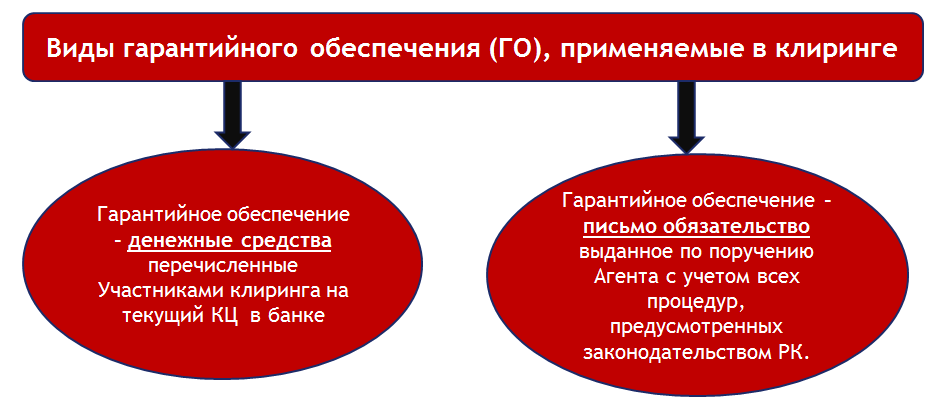 Виды гарантийного обеспечения (ГО), применяемые в клиринге
Гарантийное обеспечение
– денежные средства
перечисленные
Участниками клиринга на
текущий КЦ в банке
Гарантийное обеспечение –
письмо обязательство
выданное по поручению
Агента с учетом всех
процедур,
предусмотренных
законодательством РК.